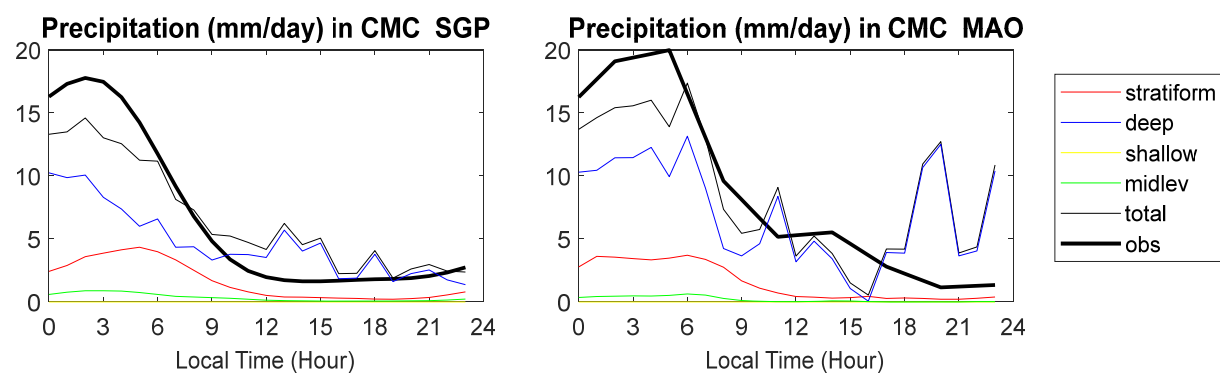 Precipitation (mm/day) in CMC SGP
20
15
10
5
0
0 3 6 9 12 15 18 21 24
Local Time (Hour)
Precipitation (mm/day) in CMC MAO
20
15
10
5
0
0 3 6 9 12 15 18 21 24
Local Time (Hour)
stratiform
deep
shallow
midlev
total
obs